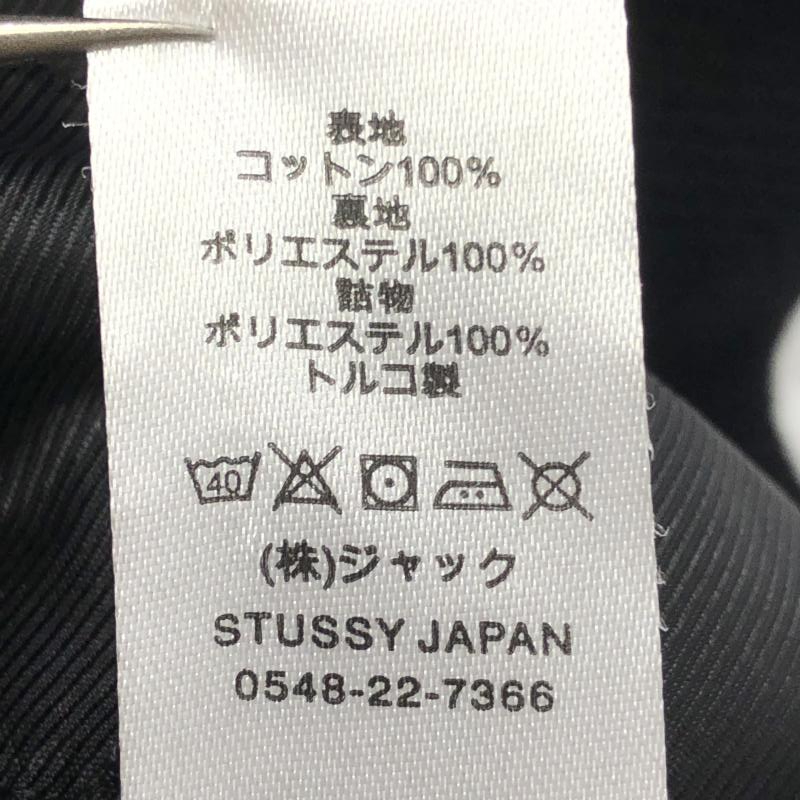 表地
コットン100%
裏地
ポリエステル100%
詰物
ポリエステル100%
トルコ製
40
(株)ジャック
STUSSY JAPAN
0548-22-7366